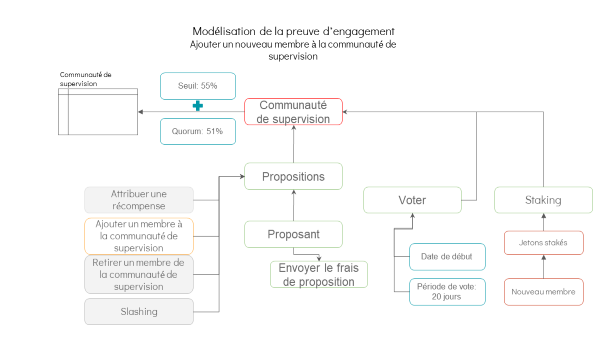 Modélisation de la preuve d'engagement
Ajouter un nouveau membre à la communauté de
supervision
Communauté de
supervision
Seuil: 55%
Quorum: 51%
Communauté
de supervision
Propositions
Attribuer une
récompense
Ajouter un membre à
la communauté de
supervision
Retirer un membre de
la communauté de
supervision
Slashing
Proposant
Envoyer le frais
de proposition
Voter
Date de début
Période de vote:
20 jours
Staking
Jetons stakés
Nouveau membre